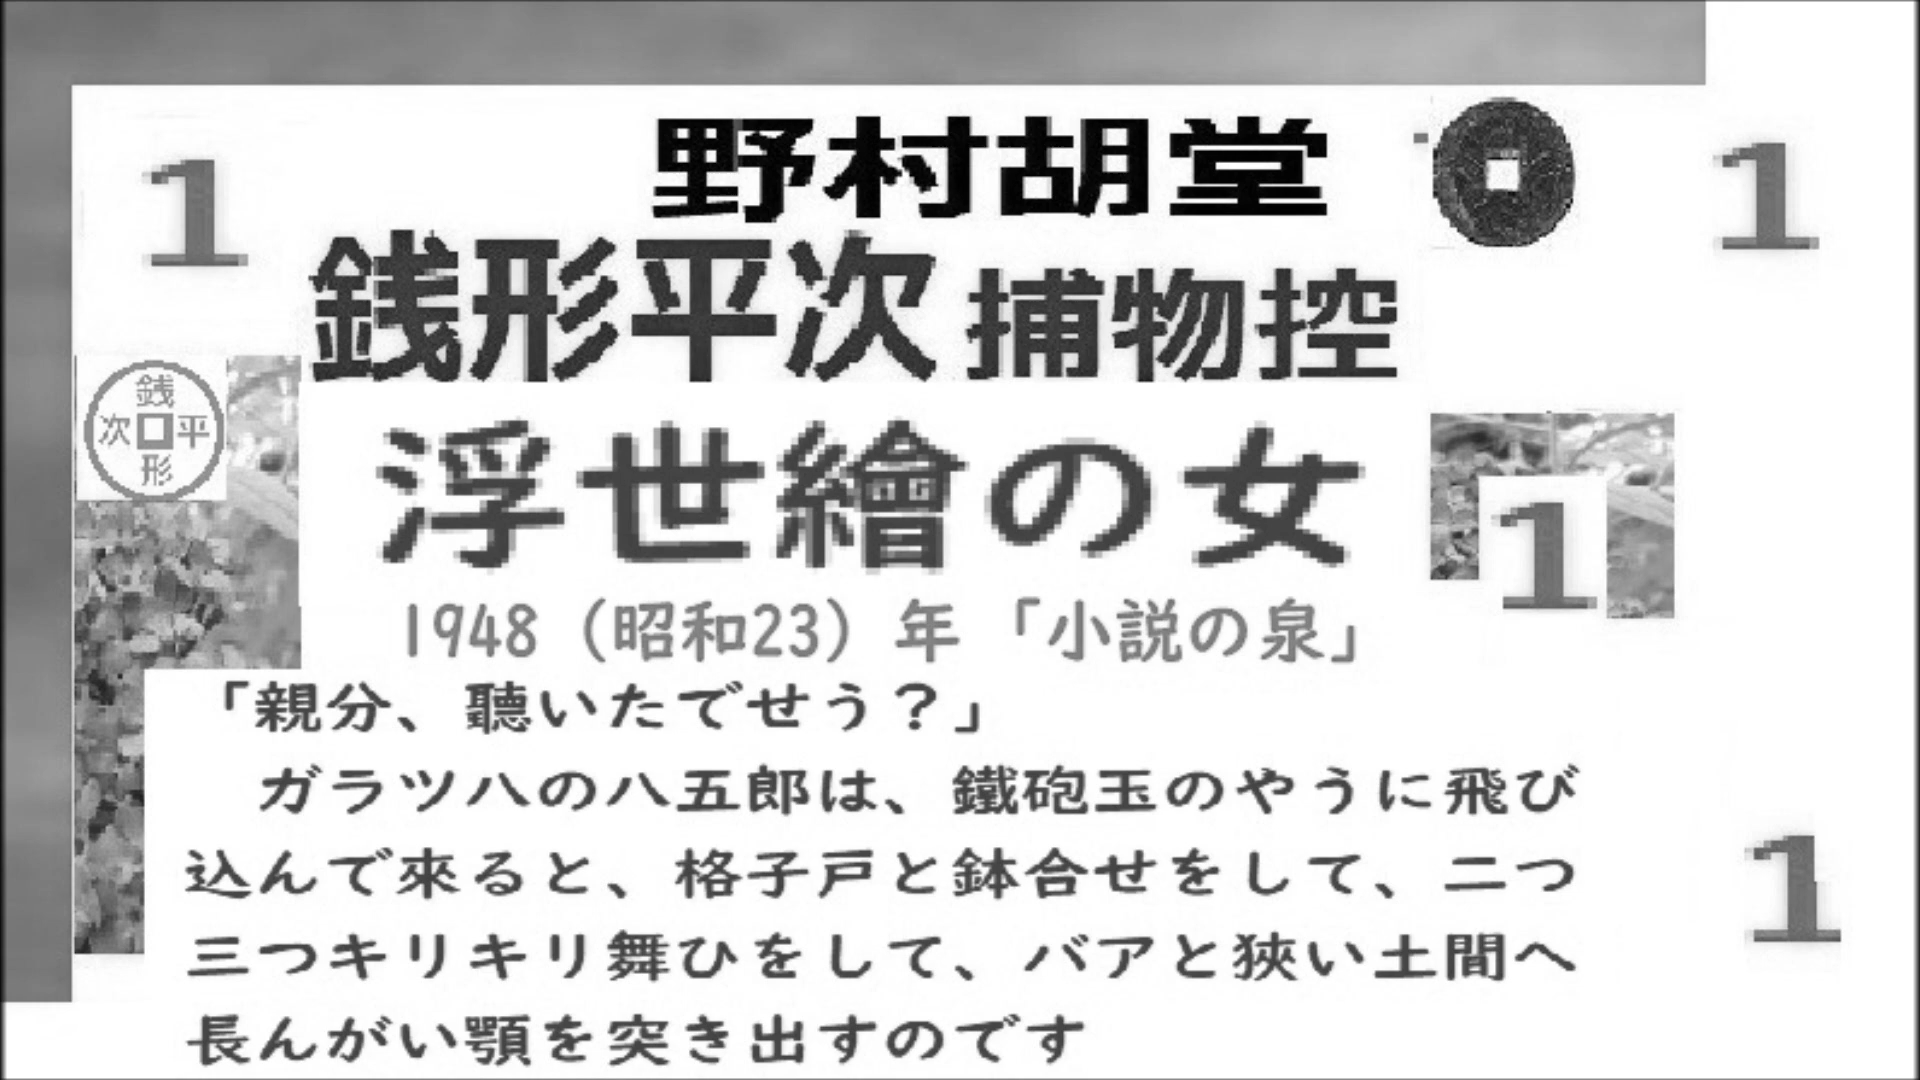 野村胡堂
1
1
銭形平次 捕物控
銭
次 平
形
浮世繪の女
1
1948（昭和23）年 「小説の泉」
「親分、聽いたでせう？」
ガラツハのハ五郎は、鐵砲玉のやうに飛び
込んで來ると、格子戸と鉢合せをして、二つ
三つキリキリ舞ひをして、バアと狹い土間へ
長んがい顎を突き出すのです
1